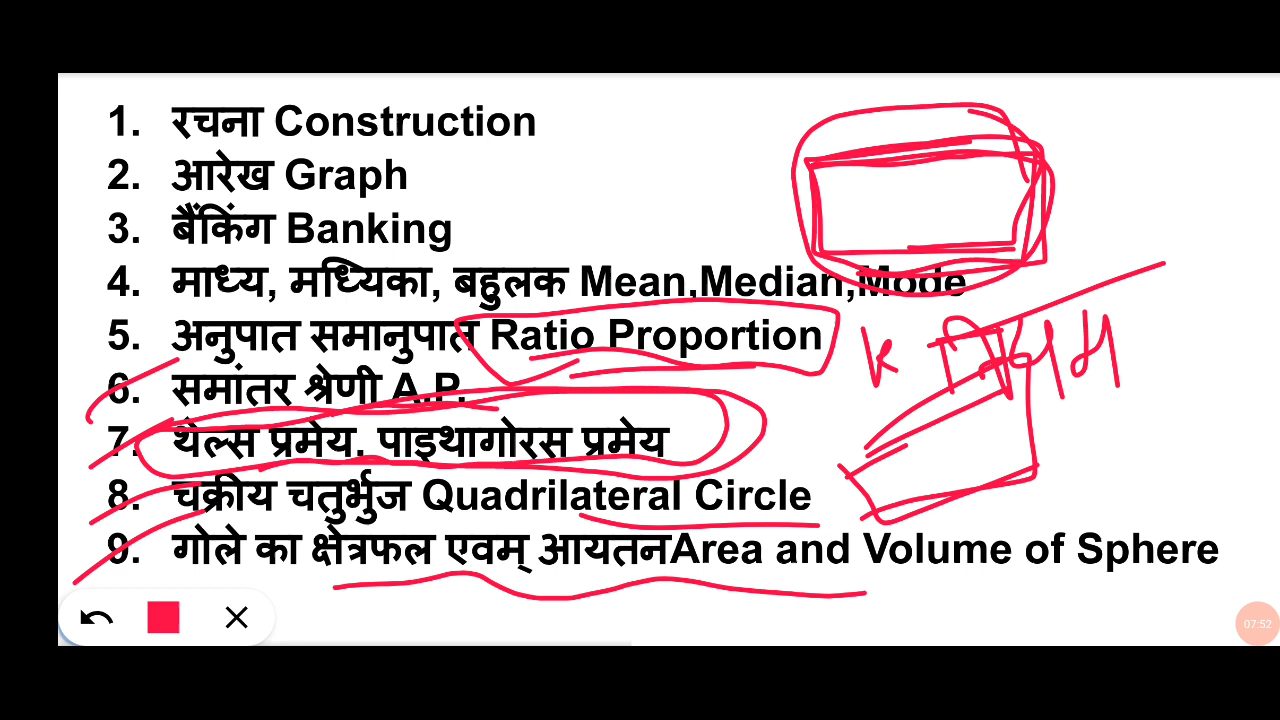 1. रचना Construction
2. आरेख Graph
3. बैंकिंग Banking
4. माध्य, मध्यिका, बहुलक Mean,Median,Mode
5. अनुपात समानुपात Ratio Proportion
k नियम
6. समांतर श्रेणी A.P.
7. थेल्स प्रमेय. पाइथागोरस प्रमेय
8. चक्रीय चतुर्भुज Quadrilateral Circle
9. गोले का क्षेत्रफल एवम् आयतनArea and Volume of Sphere
07:52